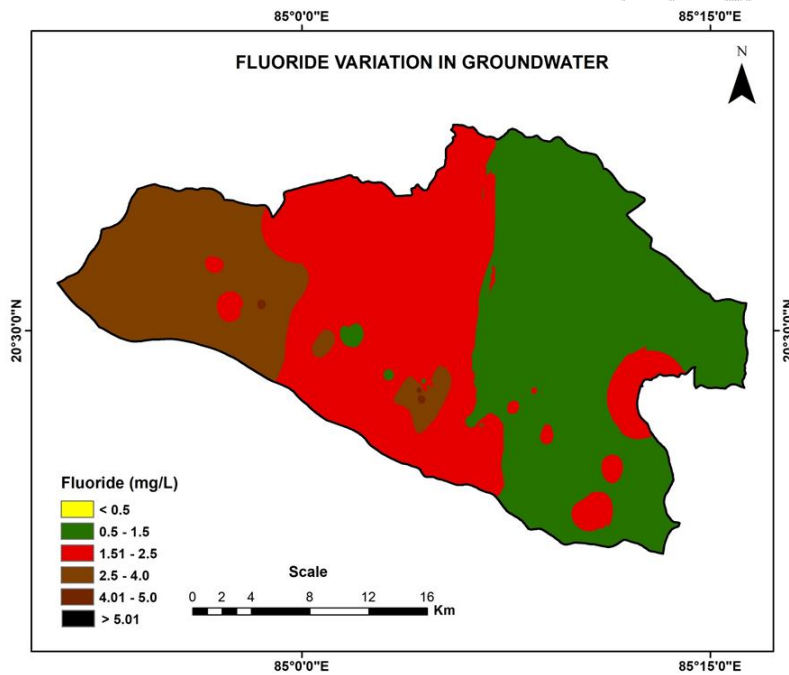 85°0'0"E 85°15'0"E
FLUORIDE VARIATION IN GROUNDWATER
N
20°30'0"N 20°30'0"N
Fluoride (mg/L)
< 0.5
0.5 - 1.5
1.51 - 2.5
2.5 - 4.0
4.01 - 5.0
> 5.01
Scale
0 2 4 8 12 16
Km
85°0'0"E 85°15'0"E